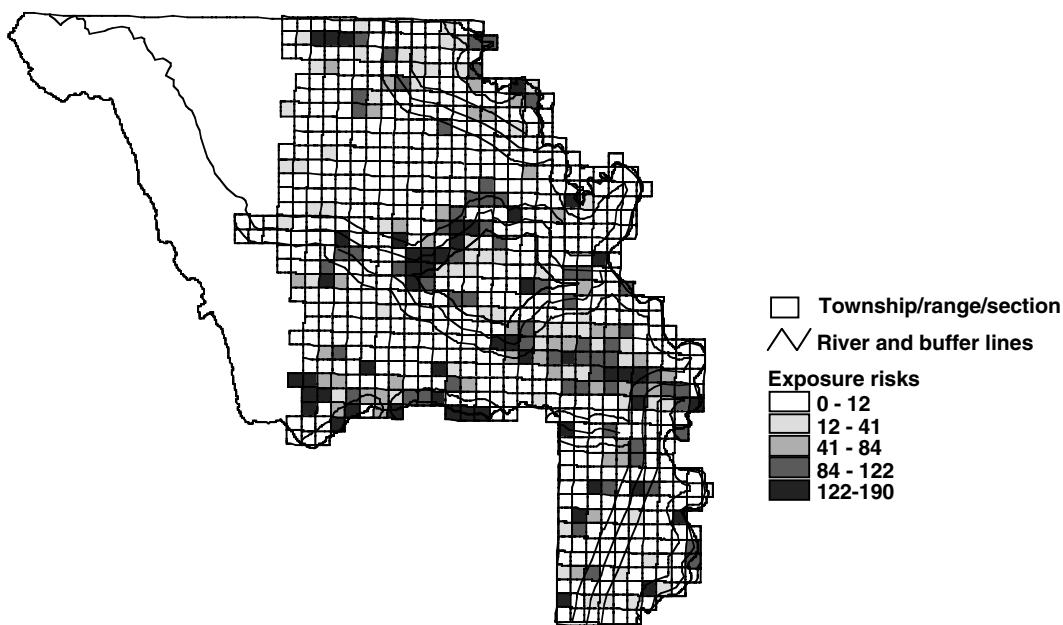 Township/range/section
River and buffer lines
Exposure risks
0 - 12
12 - 41
41 - 84
84 - 122
122-190